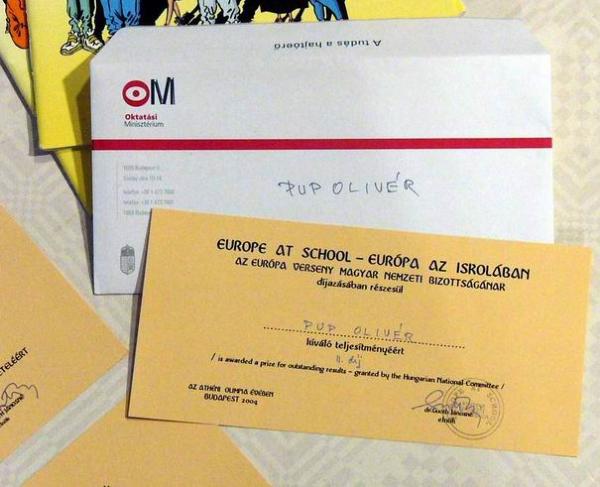 A tudás a hajtóerő
OM
Oktatási
Minisztérium
PUP OLIVÉR
EUROPE AT SCHOOL – EURÓPA AZ ISKOLÁBAN
AZ EURÓPA VERSENY MAGYAR NEMZETI BIZOTTSÁGÁNAK
díjazásában részesül
PUP OLIVÉR
kiváló teljesítményéért
II. díj
/ is awarded a prize for outstanding results – granted by the Hungarian National Committee /
AZ ATHÉNI OLIMPIA ÉVÉBEN
BUDAPEST 2004
elnök